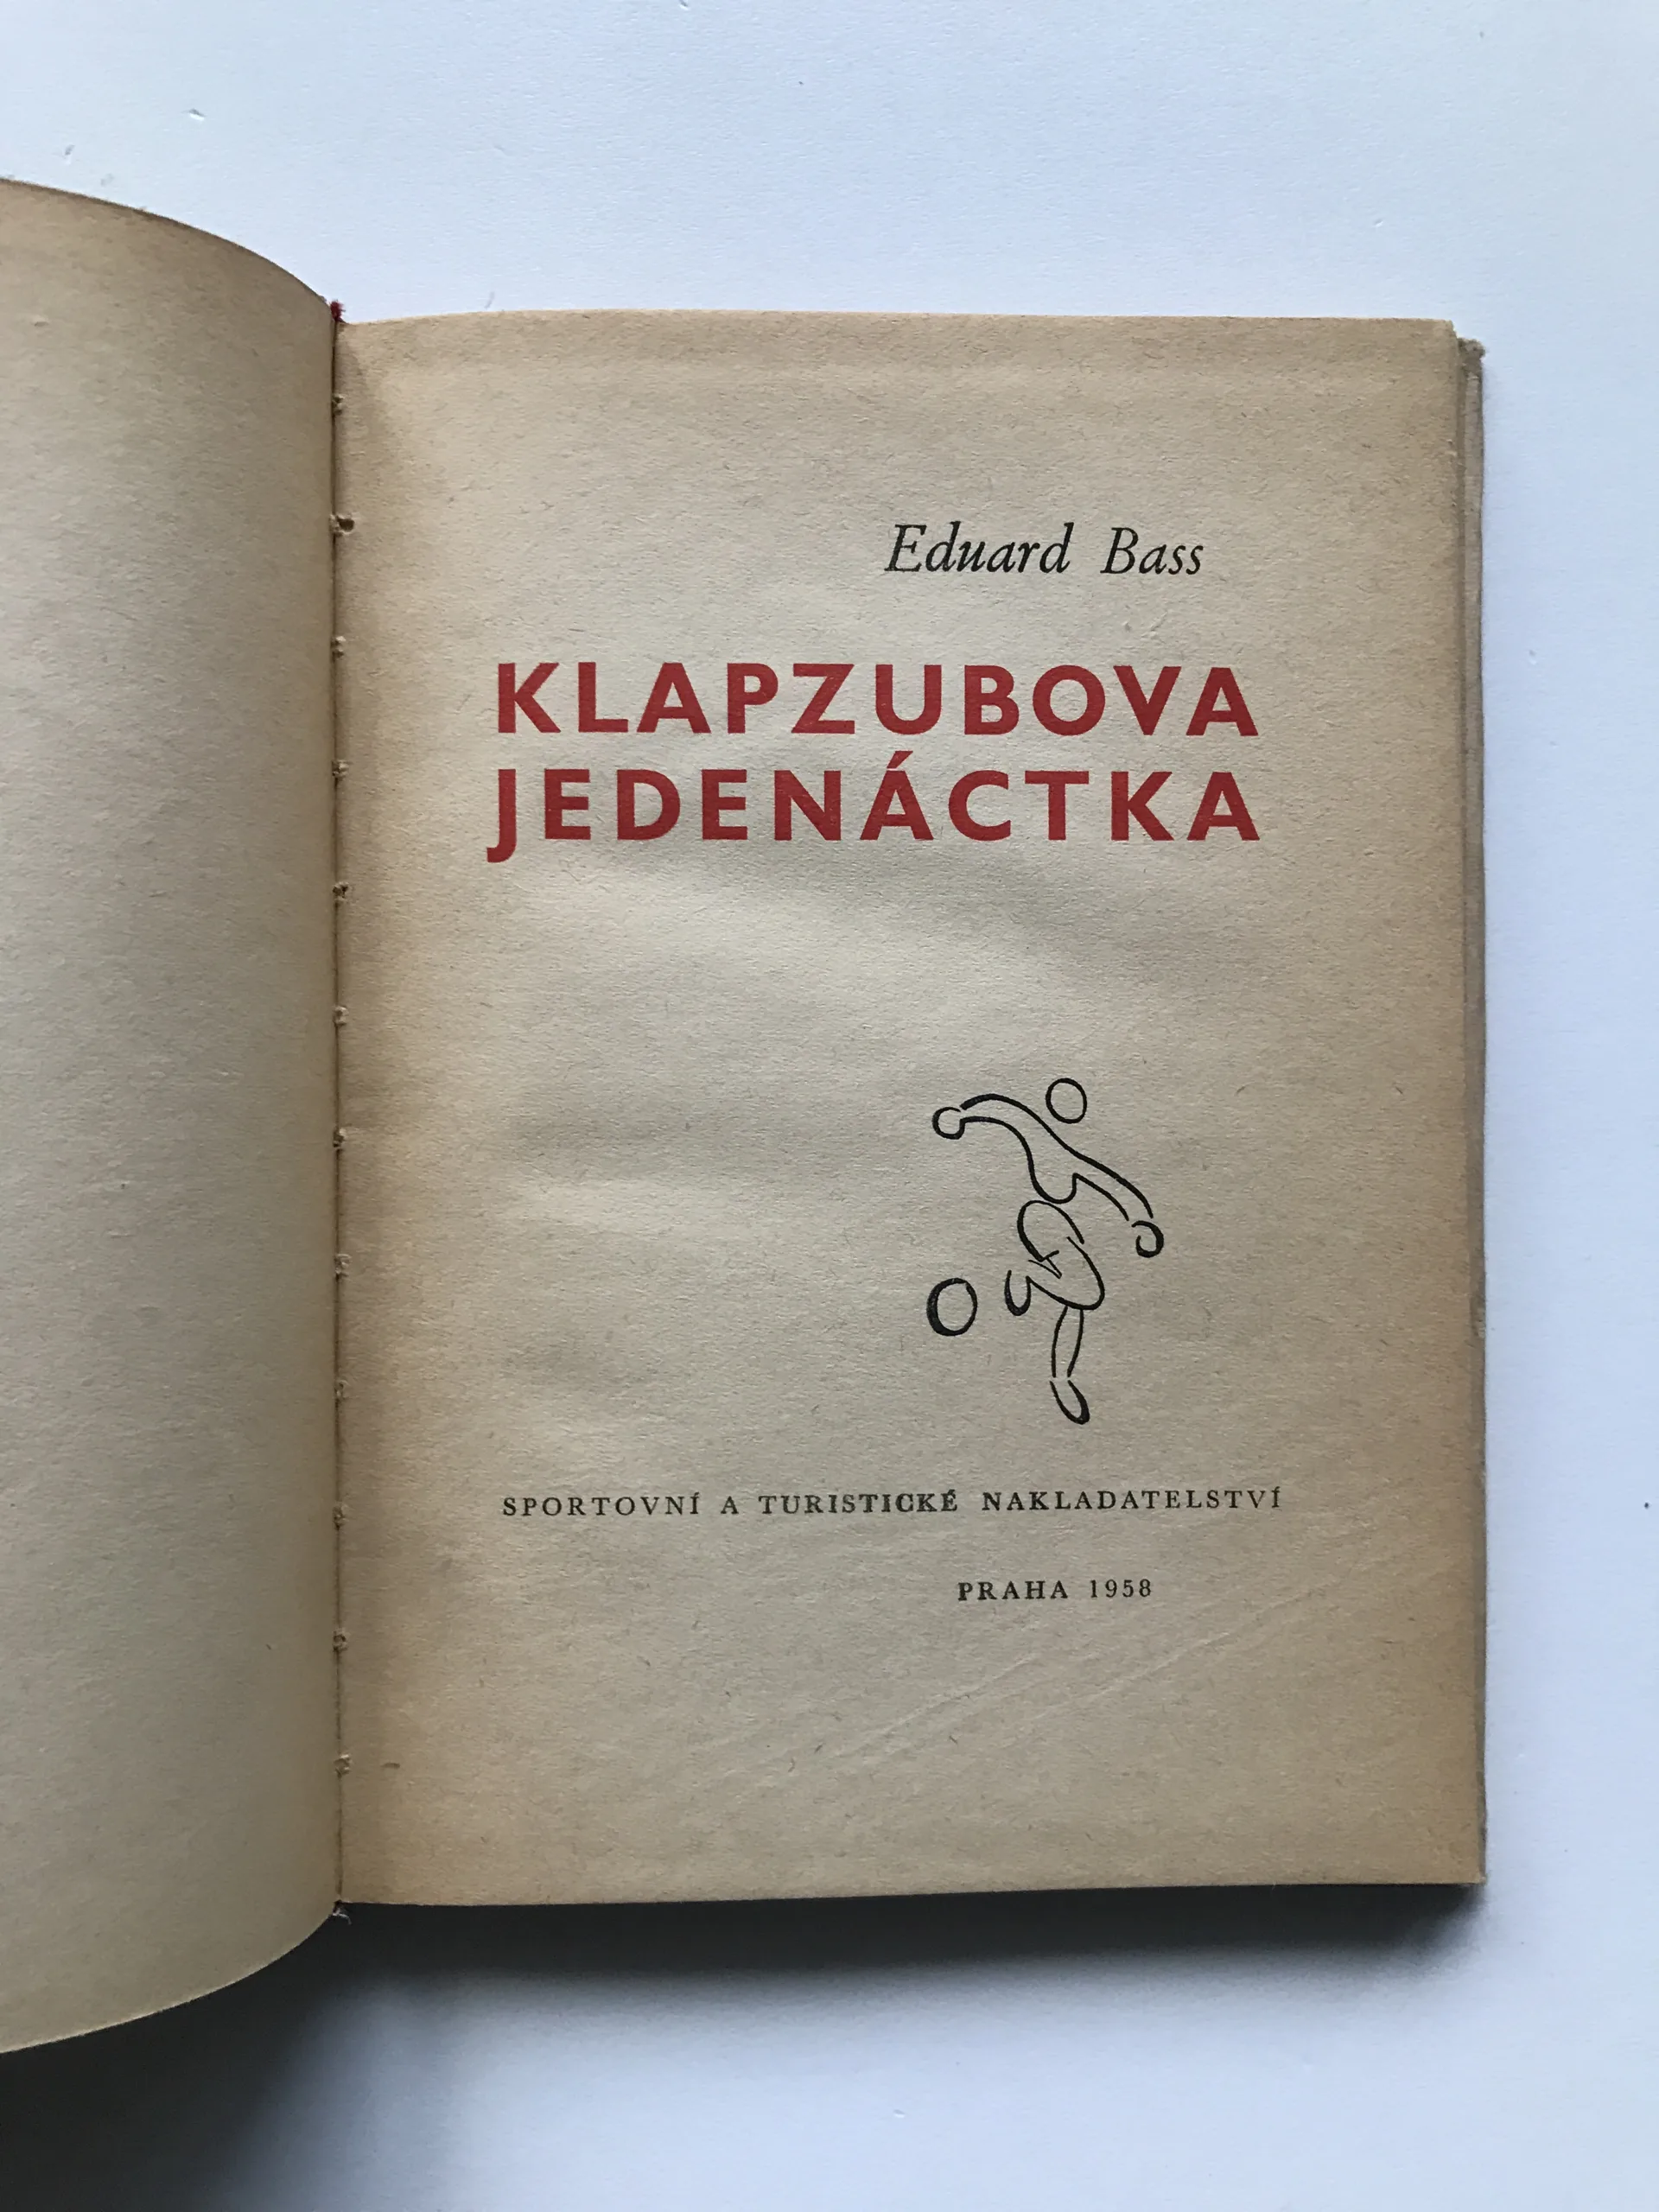 Eduard Bass
KLAPZUBOVA
JEDENÁCTKA
SPORTOVNÍ A TURISTICKÉ NAKLADATELSTVÍ
PRAHA 1958